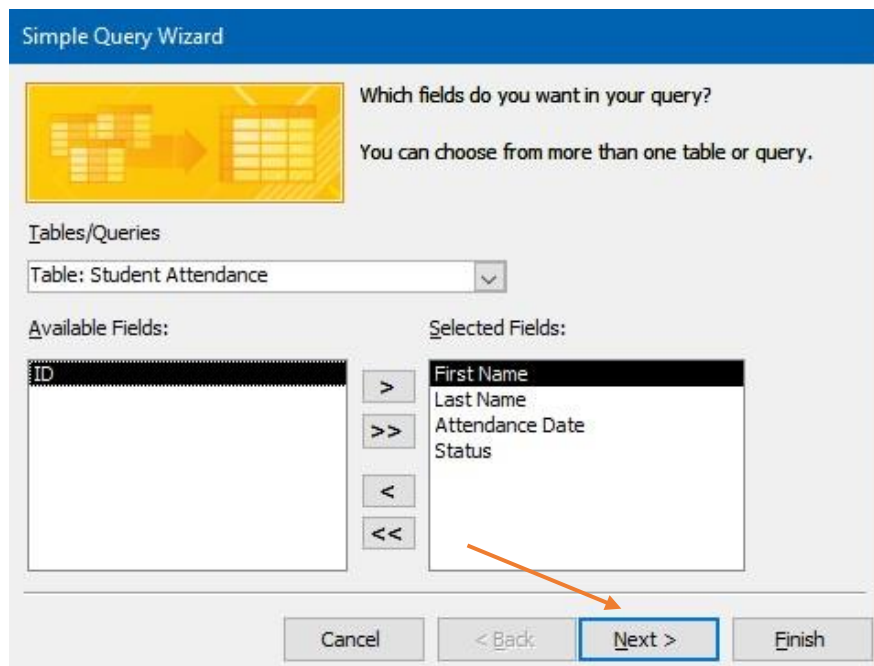 Simple Query Wizard
Which fields do you want in your query?
You can choose from more than one table or query.
Tables/Queries
Table: Student Attendance
Available Fields:
Selected Fields:
ID
>
>>
<
<<
First Name
Last Name
Attendance Date
Status
Cancel
< Back
Next >
Finish